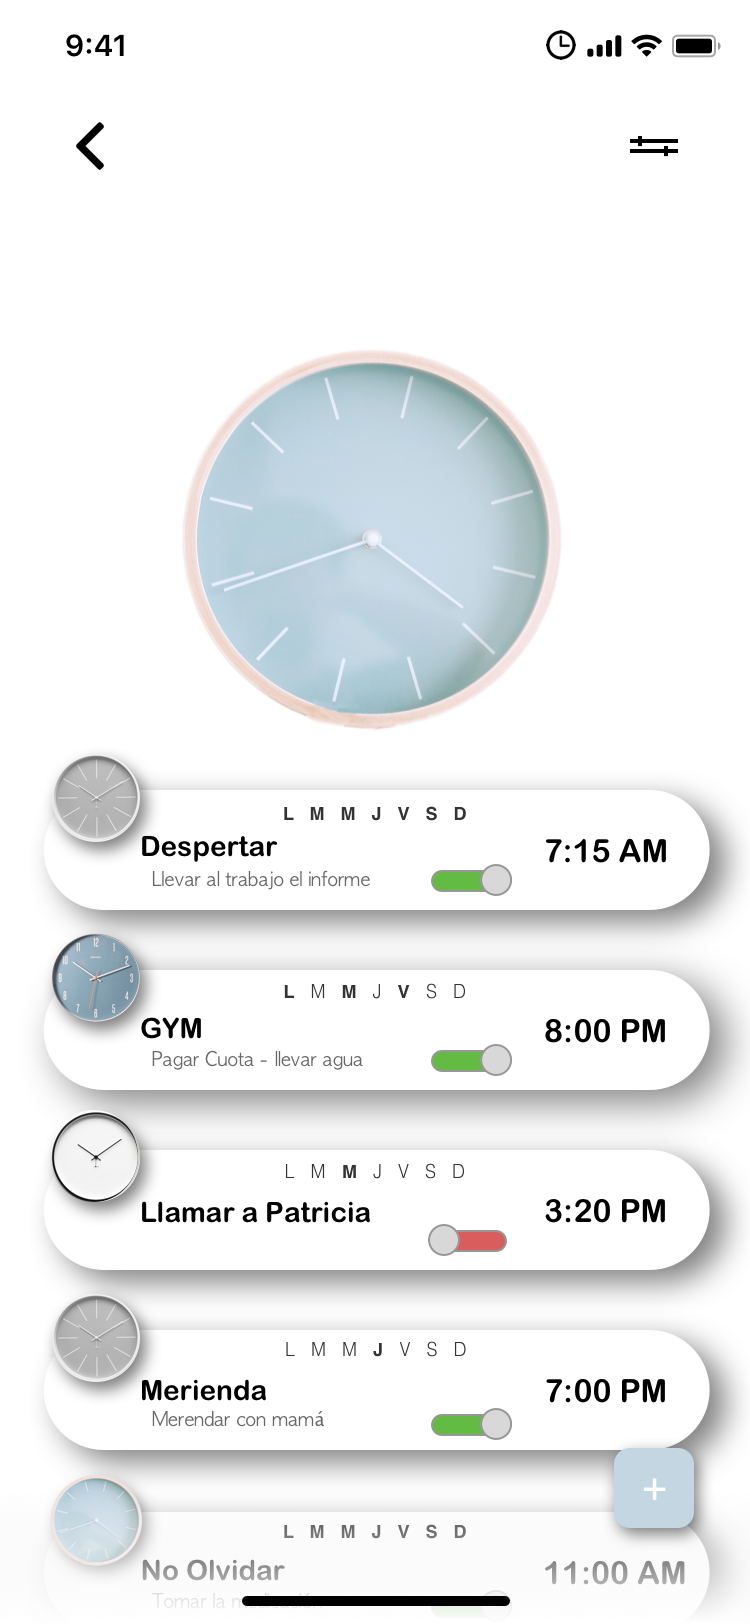 9:41
L M M J V S D
Despertar
7:15 AM
Llevar al trabajo el informe
L M M J V S D
GYM
8:00 PM
Pagar Cuota - llevar agua
L M M J V S D
Llamar a Patricia
3:20 PM
L M M J V S D
Merienda
7:00 PM
Merendar con mamá
+
L M M J V S D
No Olvidar
11:00 AM
Tomar la